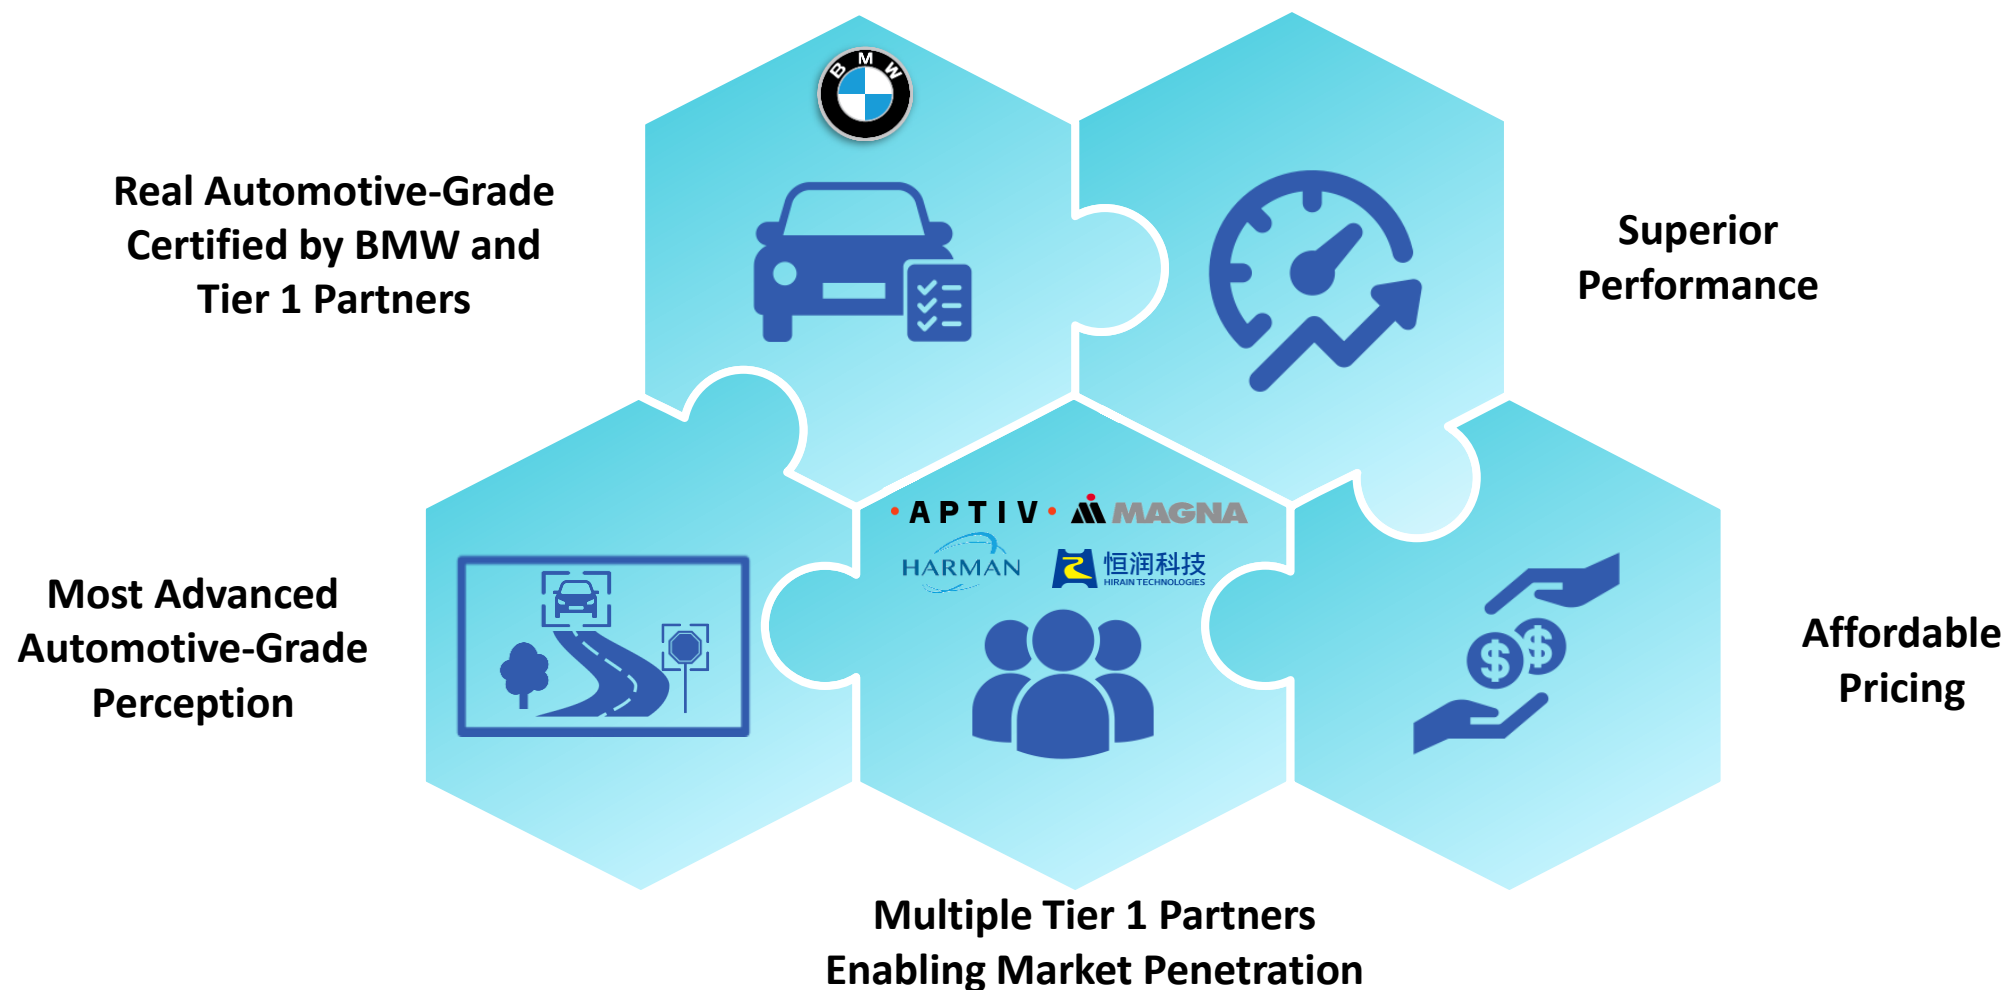 BMW
Real Automotive-Grade
Certified by BMW and
Tier 1 Partners
Superior
Performance
Most Advanced
Automotive-Grade
Perception
• APTIV •
MAGNA
HARMAN
恒润科技
HIRAIN TECHNOLOGIES
$
$
Affordable
Pricing
Multiple Tier 1 Partners
Enabling Market Penetration